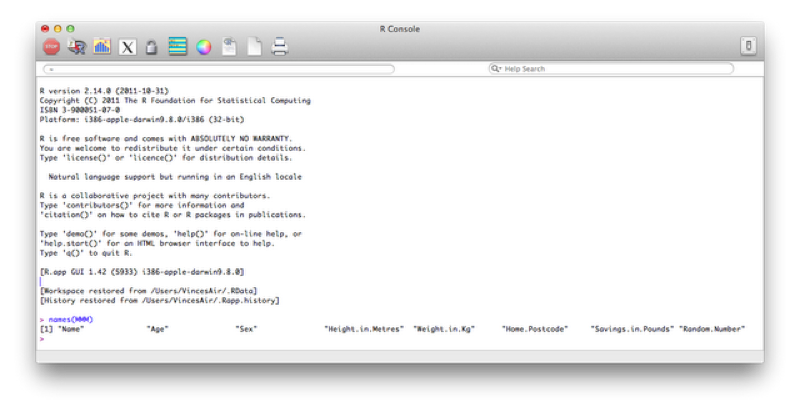 R Console
Help Search
R version 2.14.0 (2011-10-31)
Copyright (C) 2011 The R Foundation for Statistical Computing
ISBN 3-900051-07-0
Platform: i386-apple-darwin9.8.0/i386 (32-bit)
R is free software and comes with ABSOLUTELY NO WARRANTY.
You are welcome to redistribute it under certain conditions.
Type 'license()' or 'licence()' for distribution details.
Natural language support but running in an English locale
R is a collaborative project with many contributors.
Type 'contributors()' for more information and
'citation()' on how to cite R or R packages in publications.
Type 'demo()' for some demos, 'help()' for on-line help, or
'help.start()' for an HTML browser interface to help.
Type 'q()' to quit R.
[R.app GUI 1.42 (5933) i386-apple-darwin9.8.0]
[Workspace restored from /Users/VincesAir/.RData]
[History restored from /Users/VincesAir/.Rapp.history]
> names(WWW)
[1] "Name" "Age" "Sex" "Height.in.Metres" "Weight.in.Kg" "Home.Postcode" "Savings.in.Pounds" "Random.Number"
>